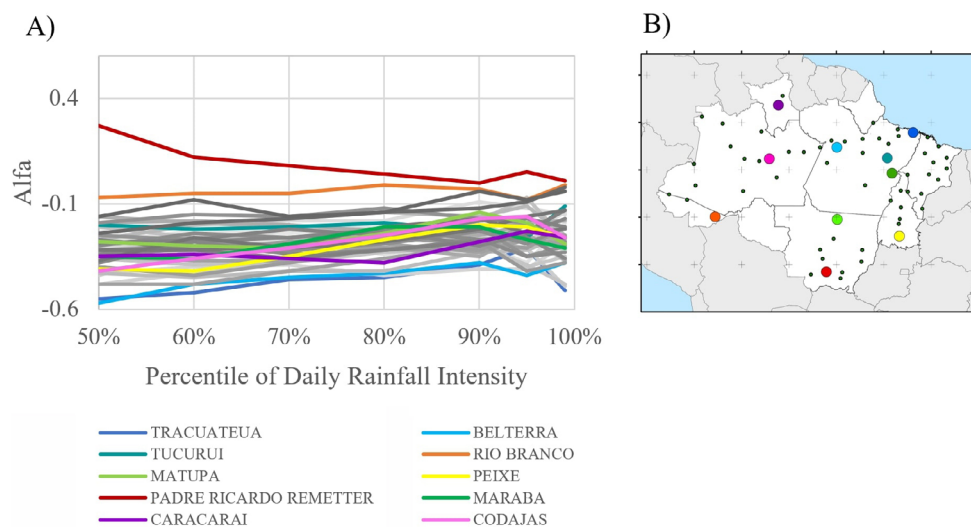 A)
B)
0.4
-0.1
-0.6
Alfa
50% 60% 70% 80% 90% 100%
Percentile of Daily Rainfall Intensity
TRACUATEUA BELTERRA
TUCURUI RIO BRANCO
MATUPA PEIXE
PADRE RICARDO REMETTER MARABA
CARACARAI CODAJAS